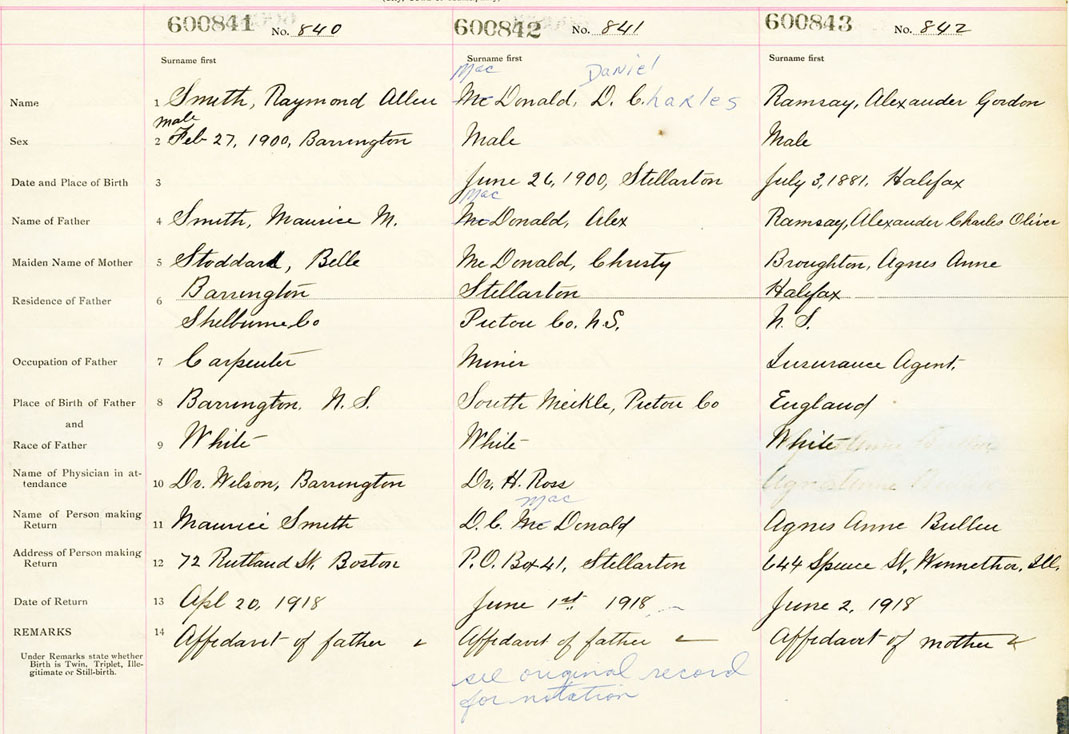 600841 No. 840
600842 No. 841
600843 No. 842
Surname first
Surname first
Surname first
Mac Daniel
Name 1 Smith, Raymond Allen
Mc Donald, D. Charles
Ramsay, Alexander Gordon
male
Sex 2 Feb 27, 1900, Barrington
Male
Male
Date and Place of Birth 3
June 26, 1900, Stellarton
July 3, 1881. Halifax
Mac
Name of Father 4 Smith, Maurice M.
McDonald, Alex
Ramsay, Alexander Charles Oliver
Maiden Name of Mother 5 Stoddard, Belle
McDonald, Christy
Broughton, Agnes Anne
Residence of Father 6 Barrington
Stellarton
Halifax
Shelburne Co
Pictou Co. N.S.
N. S.
Occupation of Father 7 Carpenter
Miner
Insurance Agent.
Place of Birth of Father 8 Barrington. N. S.
South Meikle, Pictou Co
England
and
Race of Father 9 White
White
White
Name of Physician in at-
tendance 10 Dr. Wilson, Barrington
Dr. H. Ross
Mac
Name of Person making
Return 11 Maurice Smith
D. C. McDonald
Agnes Anne Bullen
Address of Person making
Return 12 72 Rutland St. Boston
P.O. Box 41, Stellarton
644 Spruce St, Winnetka, Ill.
Date of Return 13 Apl 20, 1918
June 1st 1918
June 2, 1918
REMARKS 14 Affidavit of father
Affidavit of father
Affidavit of mother
Under Remarks state whether
Birth is Twin, Triplet, Ille-
gitimate or Still-birth.
see original record
for notation